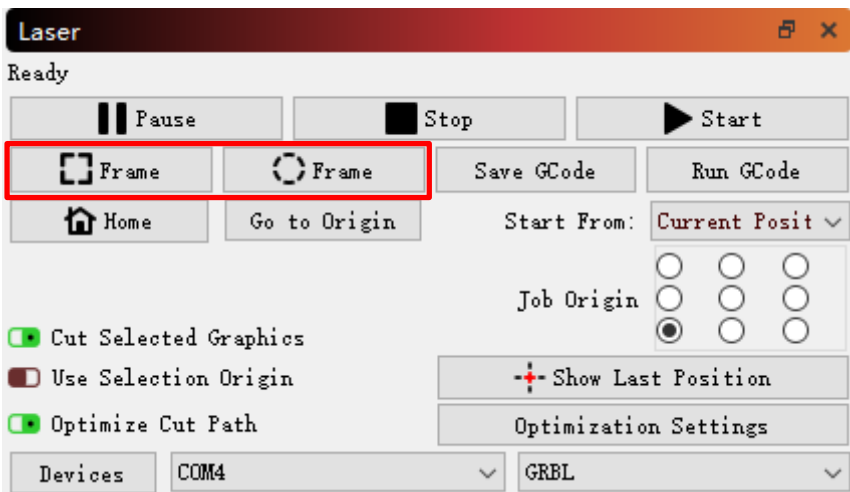 Laser
Ready
Pause Stop Start
Frame Frame Save GCode Run GCode
Home Go to Origin Start From: Current Posit
Job Origin
Cut Selected Graphics
Use Selection Origin Show Last Position
Optimize Cut Path Optimization Settings
Devices COM4 GRBL